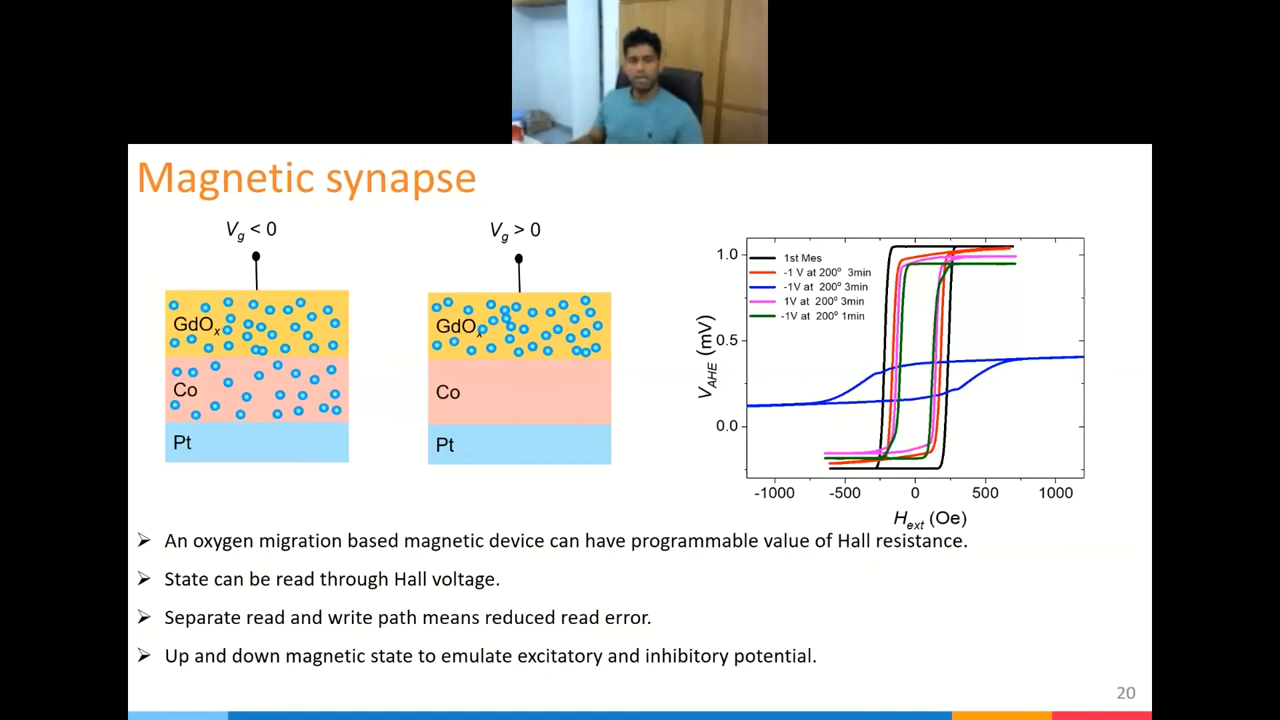 Magnetic synapse
Vg < 0
Vg > 0
GdOx
Co
Pt
GdOx
Co
Pt
1st Mes
-1 V at 200° 3min
-1V at 200° 3min
1V at 200° 3min
-1V at 200° 1min
1.0
0.5
0.0
VAHE (mV)
-1000 -500 0 500 1000
Hext (Oe)
➢ An oxygen migration based magnetic device can have programmable value of Hall resistance.
➢ State can be read through Hall voltage.
➢ Separate read and write path means reduced read error.
➢ Up and down magnetic state to emulate excitatory and inhibitory potential.
20